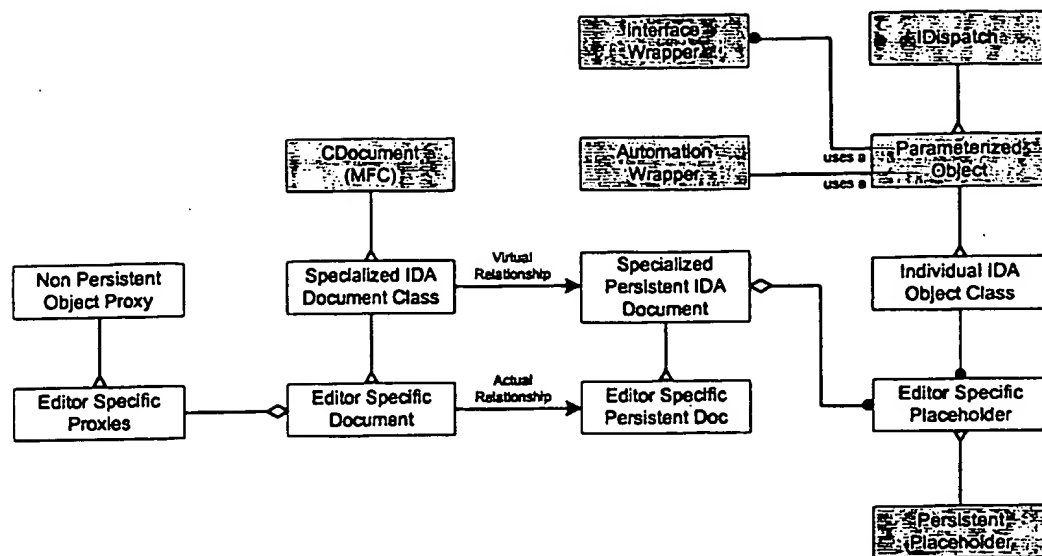 Interface
Wrapper
IDispatch
CDocument
(MFC)
Automation
Wrapper
uses a
uses a
Parameterized
Object
Non Persistent
Object Proxy
Specialized IDA
Document Class
Virtual
Relationship
Specialized
Persistent IDA
Document
Individual IDA
Object Class
Editor Specific
Proxies
Editor Specific
Document
Actual
Relationship
Editor Specific
Persistent Doc
Editor Specific
Placeholder
Persistent
Placeholder